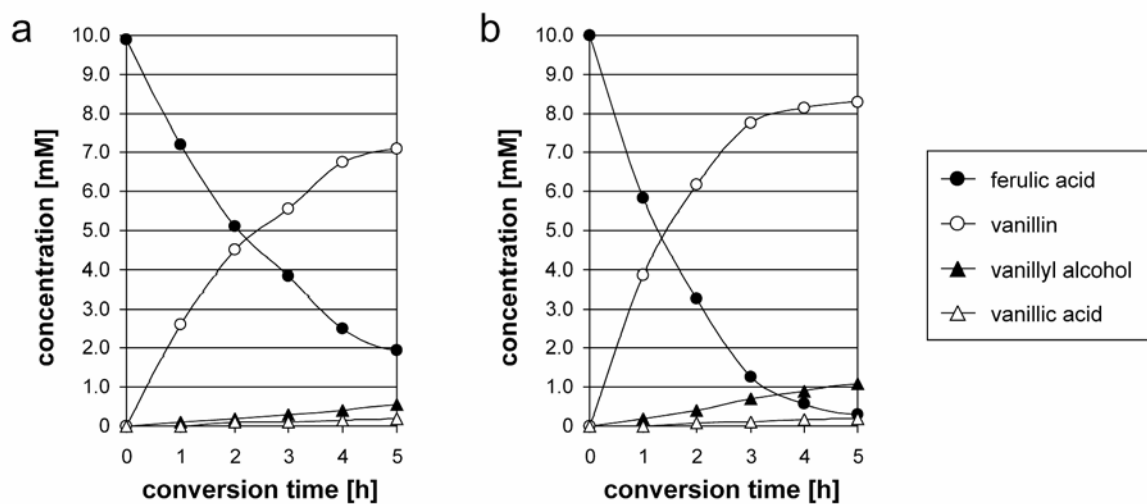 a
10.0
9.0
8.0
7.0
6.0
5.0
4.0
3.0
2.0
1.0
0
concentration [mM]
0 1 2 3 4 5
conversion time [h]
b
10.0
9.0
8.0
7.0
6.0
5.0
4.0
3.0
2.0
1.0
0
concentration [mM]
0 1 2 3 4 5
conversion time [h]
ferulic acid
vanillin
vanillyl alcohol
vanillic acid